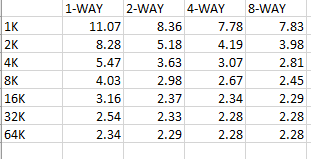 1-WAY 2-WAY 4-WAY 8-WAY
1K 11.07 8.36 7.78 7.83
2K 8.28 5.18 4.19 3.98
4K 5.47 3.63 3.07 2.81
8K 4.03 2.98 2.67 2.45
16K 3.16 2.37 2.34 2.29
32K 2.54 2.33 2.28 2.28
64K 2.34 2.29 2.28 2.28